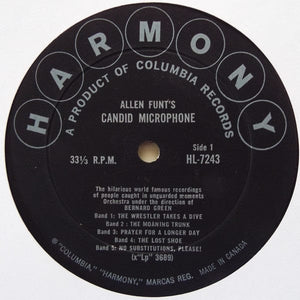 HARMONY
A PRODUCT OF COLUMBIA RECORDS
ALLEN FUNT'S
CANDID MICROPHONE
Side 1
33⅓ R.P.M. HL-7243
The hilarious world famous recordings
of people caught in unguarded moments
Orchestra under the direction of
BERNARD GREEN
Band 1: THE WRESTLER TAKES A DIVE
Band 2: THE MOANING TRUNK
Band 3: PRAYER FOR A LONGER DAY
Band 4: THE LOST SHOE
Band 5: NO SUBSTITUTIONS, PLEASE!
(x"Lp" 3689)
® "COLUMBIA," "HARMONY," MARCAS REG. MADE IN CANADA